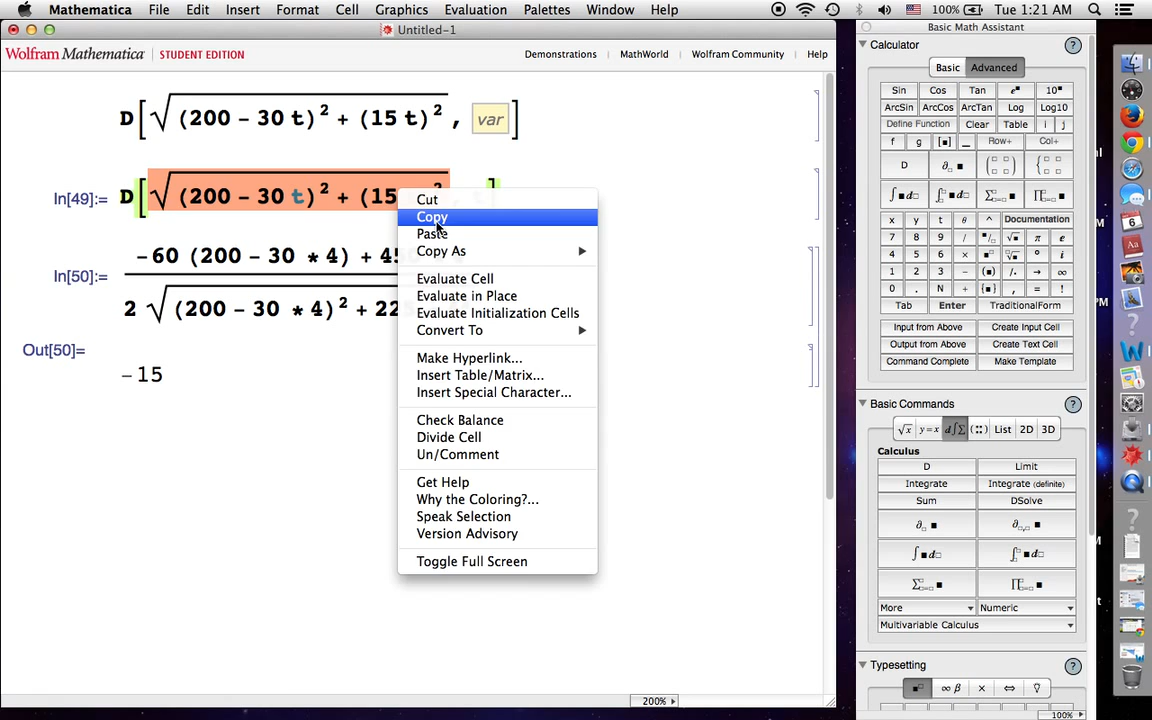 Mathematica File Edit Insert Format Cell Graphics Evaluation Palettes Window Help 100% Tue 1:21 AM
Untitled-1
Wolfram Mathematica STUDENT EDITION Demonstrations MathWorld Wolfram Community Help
D[√(200 - 30 t)² + (15 t)², var]
In[49]:= D[√(200 - 30 t)² + (15
In[50]:= -60 (200 - 30 * 4) + 45
2 √(200 - 30 * 4)² + 22
Out[50]=
-15
200%
Cut
Copy
Paste
Copy As
Evaluate Cell
Evaluate in Place
Evaluate Initialization Cells
Convert To
Make Hyperlink...
Insert Table/Matrix...
Insert Special Character...
Check Balance
Divide Cell
Un/Comment
Get Help
Why the Coloring?...
Speak Selection
Version Advisory
Toggle Full Screen
Basic Math Assistant
Calculator ?
Basic Advanced
Sin Cos Tan eˣ 10ˣ
ArcSin ArcCos ArcTan Log Log10
Define Function Clear Table i j
f g [■] _ Row+ Col+
D ∂□ ■
∫■ d□ ∫■ d□ Σ ■ Π ■
x y t θ ^ Documentation
7 8 9 / √■ π e
4 5 6 × ° i
1 2 3 - (■) /. → ∞
0 . N + {■} , = !
Tab Enter TraditionalForm
Input from Above Create Input Cell
Output from Above Create Text Cell
Command Complete Make Template
Basic Commands ?
√x y=x d∫Σ List 2D 3D
Calculus
D Limit
Integrate Integrate (definite)
Sum DSolve
∂□ ■ ∂□,□ ■
∫■ d□ ∫■ d□
Σ ■ Π ■
More Numeric
Multivariable Calculus
Typesetting ?
∞ β × ⇔
100%
6